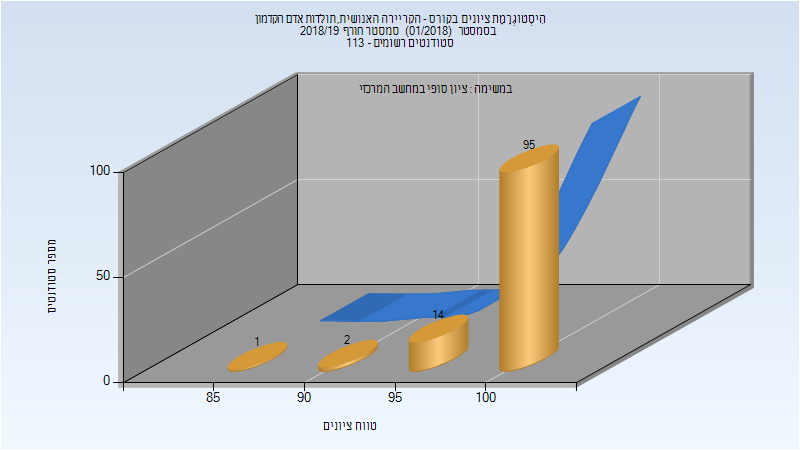 היסטוגרמת ציונים בקורס - הקריירה האנושית,תולדות אדם הקדמון
בסמסטר (01/2018) סמסטר חורף 2018/19
סטודנטים רשומים - 113
במשימה : ציון סופי במחשב המרכזי
95
100
מספר סטודנטים
50
14
2
1
0
85
90
95
100
טווח ציונים